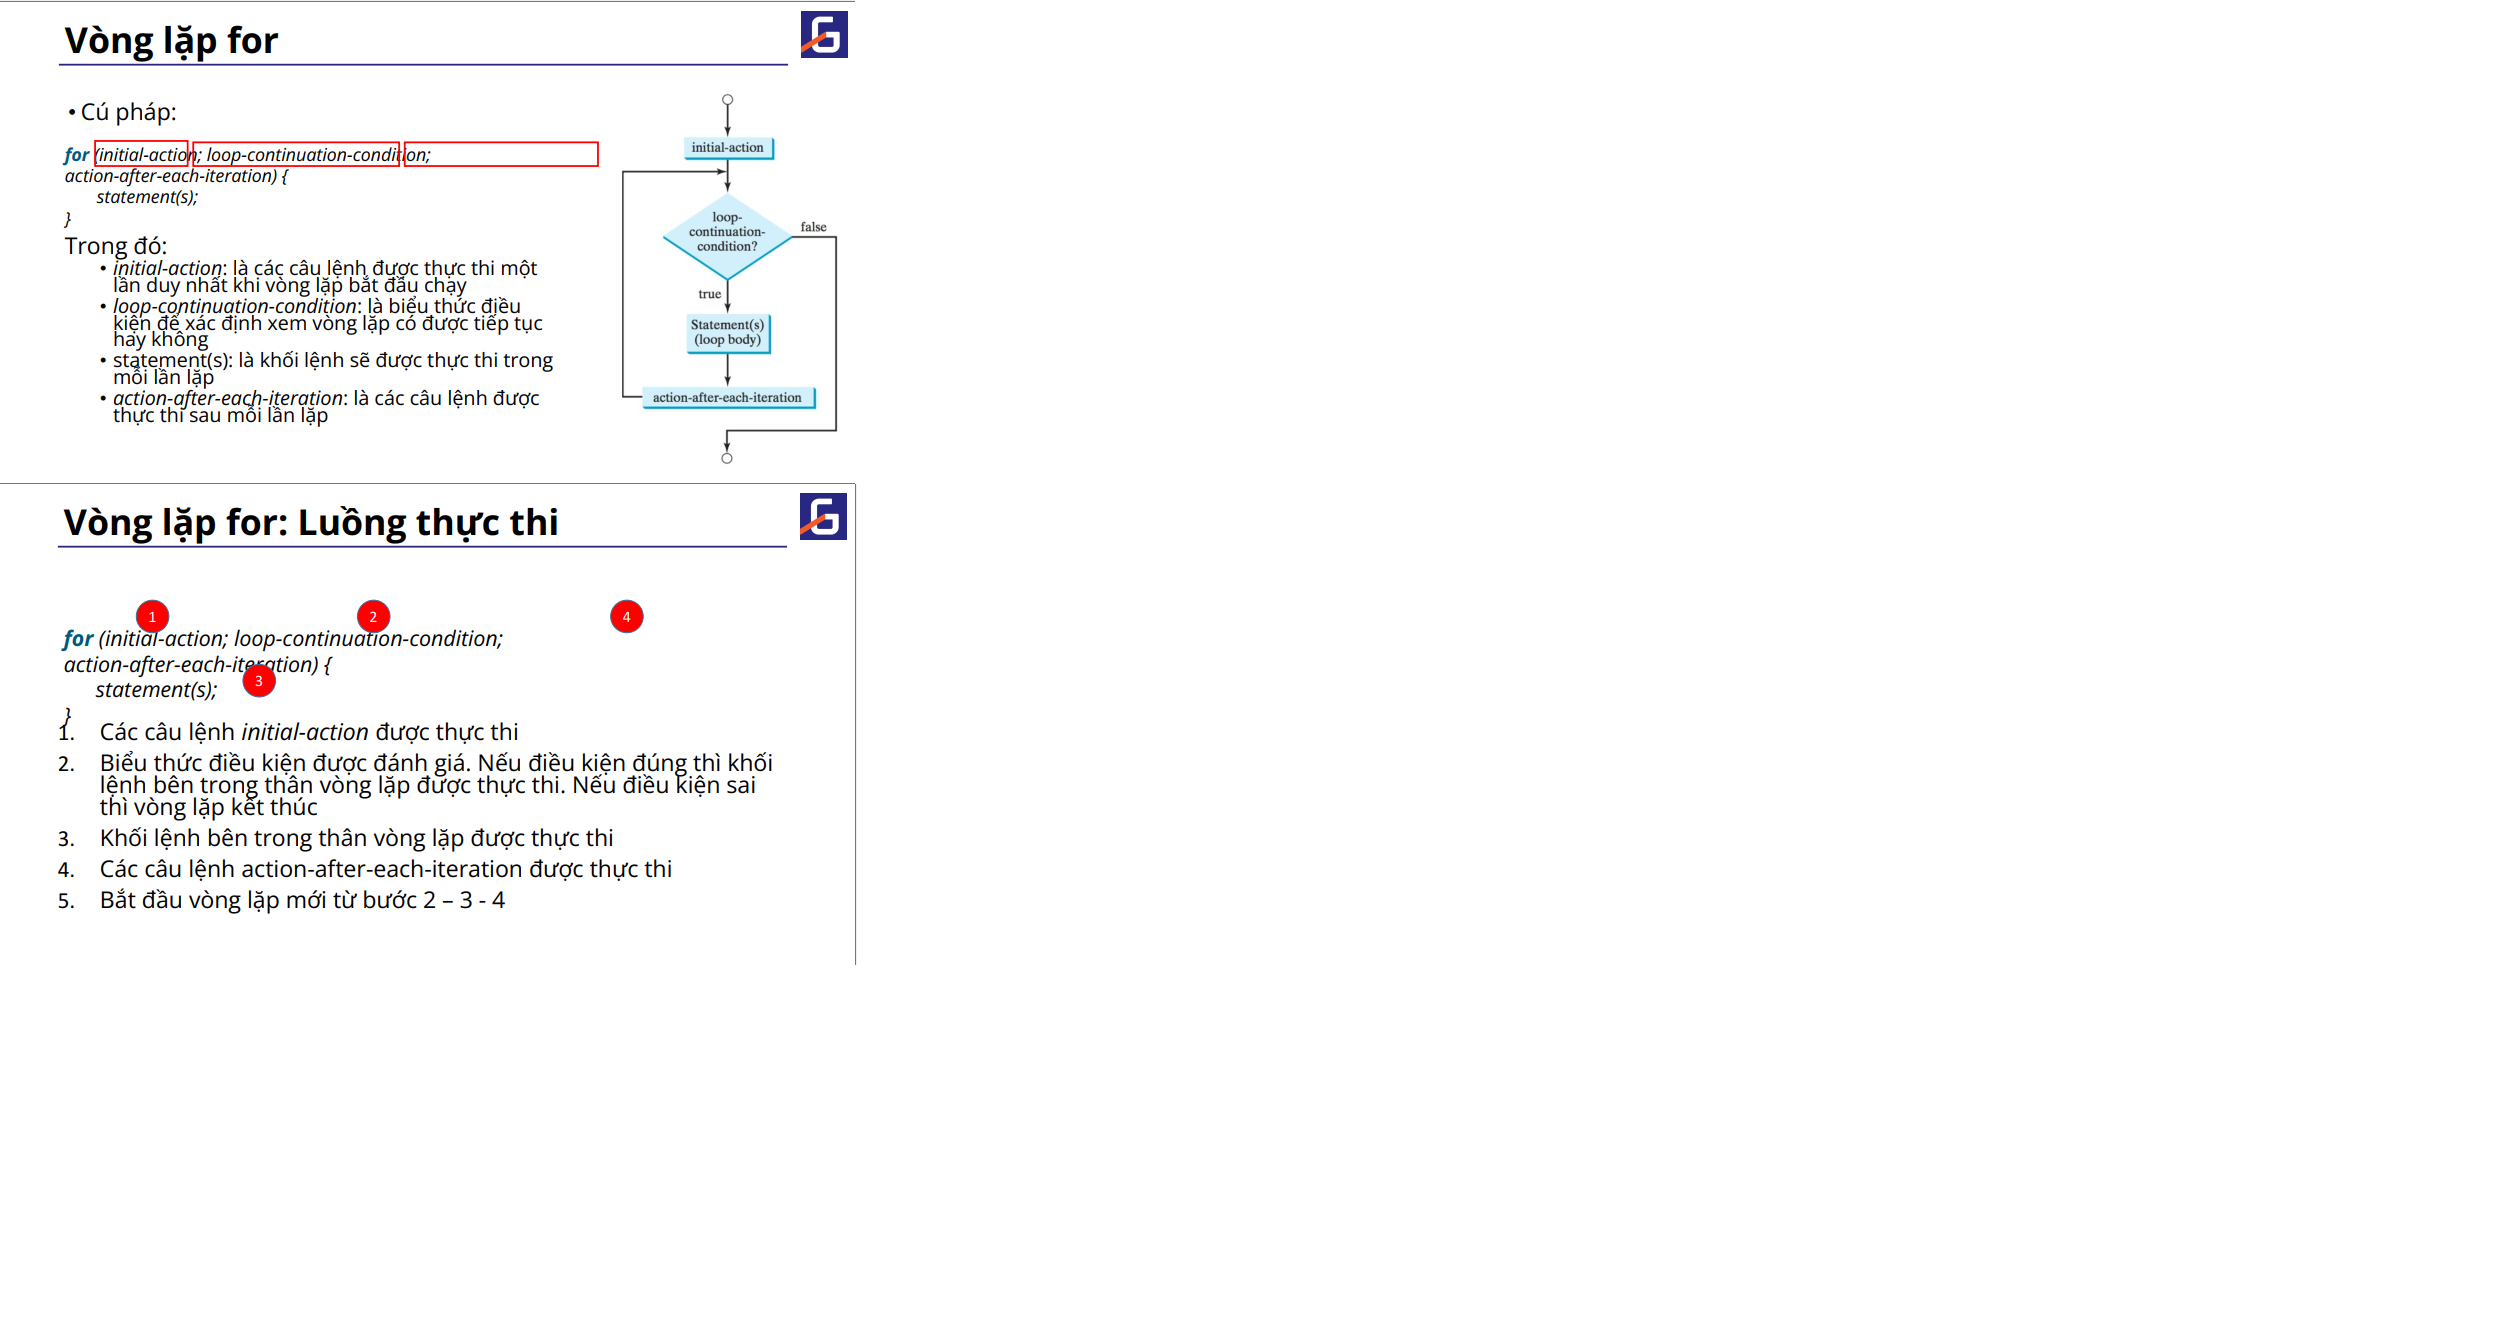 Vòng lặp for
• Cú pháp:
for (initial-action; loop-continuation-condition;
action-after-each-iteration) {
statement(s);
}
Trong đó:
• initial-action: là các câu lệnh được thực thi một
lần duy nhất khi vòng lặp bắt đầu chạy
• loop-continuation-condition: là biểu thức điều
kiện để xác định xem vòng lặp có được tiếp tục
hay không
• statement(s): là khối lệnh sẽ được thực thi trong
mỗi lần lặp
• action-after-each-iteration: là các câu lệnh được
thực thi sau mỗi lần lặp
initial-action
loop-
continuation-
condition?
false
true
Statement(s)
(loop body)
action-after-each-iteration
Vòng lặp for: Luồng thực thi
1 2 4
for (initial-action; loop-continuation-condition;
action-after-each-iteration) {
3
statement(s);
}
1. Các câu lệnh initial-action được thực thi
2. Biểu thức điều kiện được đánh giá. Nếu điều kiện đúng thì khối
lệnh bên trong thân vòng lặp được thực thi. Nếu điều kiện sai
thì vòng lặp kết thúc
3. Khối lệnh bên trong thân vòng lặp được thực thi
4. Các câu lệnh action-after-each-iteration được thực thi
5. Bắt đầu vòng lặp mới từ bước 2 – 3 - 4